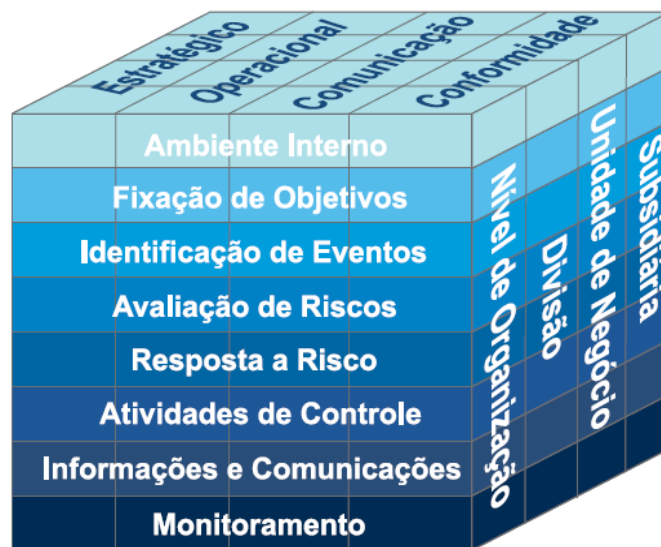 Estratégico
Operacional
Comunicação
Conformidade
Ambiente Interno
Fixação de Objetivos
Identificação de Eventos
Avaliação de Riscos
Resposta a Risco
Atividades de Controle
Informações e Comunicações
Monitoramento
Nível de Organização
Divisão
Unidade de Negócio
Subsidiária